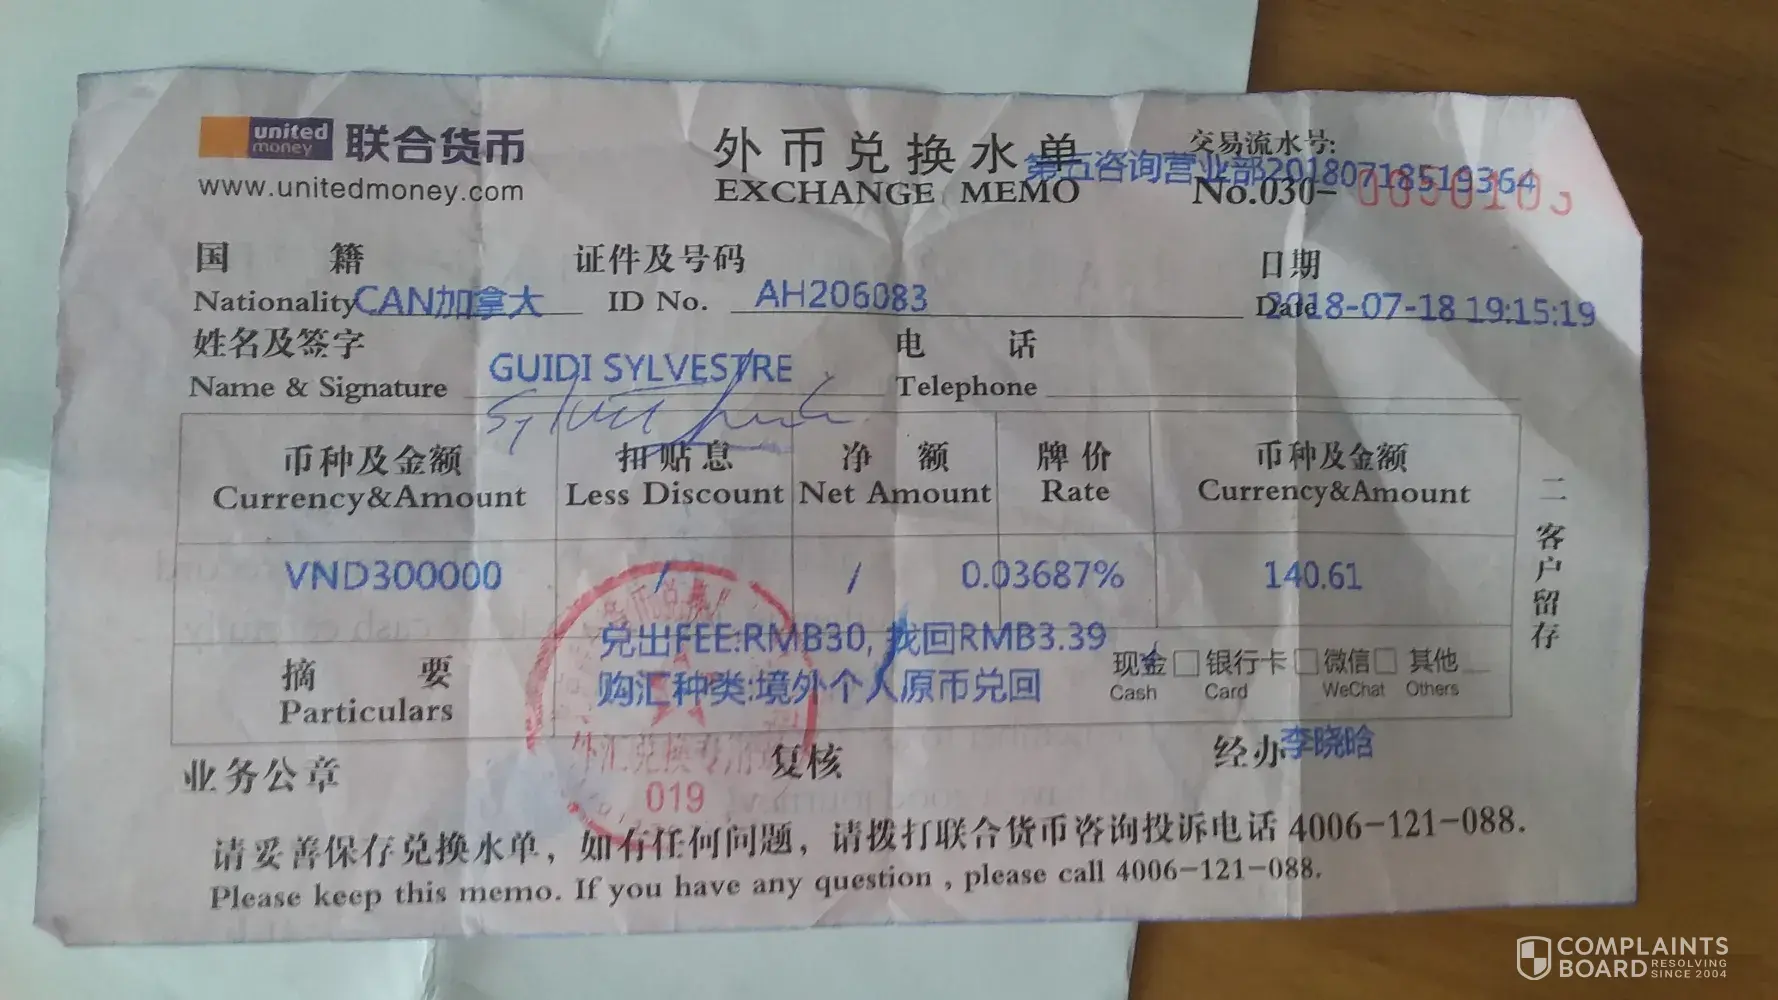 united money 联合货币
www.unitedmoney.com
外币兑换水单
EXCHANGE MEMO
交易流水号:
第五咨询营业部20180718519364
No.030-
国籍
Nationality CAN加拿大
证件及号码
ID No. AH206083
日期
Date 2018-07-18 19:15:19
姓名及签字
Name & Signature GUIDI SYLVESTRE
电话
Telephone
币种及金额 扣贴息 净额 牌价 币种及金额
Currency&Amount Less Discount Net Amount Rate Currency&Amount
VND300000 / / 0.03687% 140.61
摘要
Particulars
兑出FEE:RMB30, 找回RMB3.39
购汇种类:境外个人原币兑回
现金 银行卡 微信 其他
Cash Card WeChat Others
二客户留存
业务公章 复核 经办李晓晗
外汇兑换专用章
019
请妥善保存兑换水单，如有任何问题，请拨打联合货币咨询投诉电话 4006-121-088.
Please keep this memo. If you have any question , please call 4006-121-088.
COMPLAINTS
BOARD RESOLVING SINCE 2004